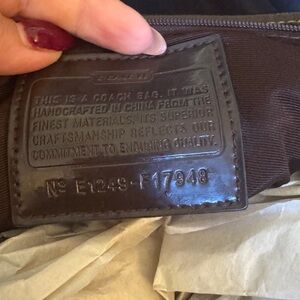 COACH
THIS IS A COACH BAG. IT WAS
HANDCRAFTED IN CHINA FROM THE
FINEST MATERIALS. ITS SUPERIOR
CRAFTSMANSHIP REFLECTS OUR
COMMITMENT TO ENDURING QUALITY.
Nº E1249-F17948